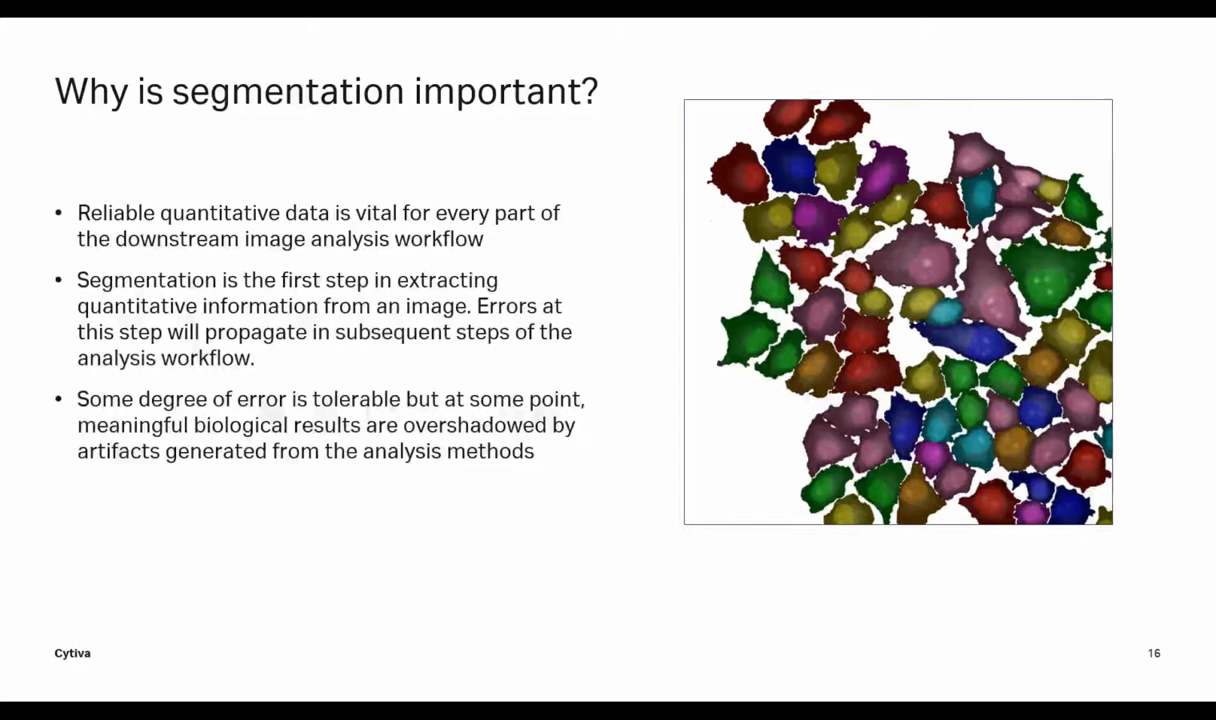 Why is segmentation important?
• Reliable quantitative data is vital for every part of
the downstream image analysis workflow
• Segmentation is the first step in extracting
quantitative information from an image. Errors at
this step will propagate in subsequent steps of the
analysis workflow.
• Some degree of error is tolerable but at some point,
meaningful biological results are overshadowed by
artifacts generated from the analysis methods
Cytiva
16